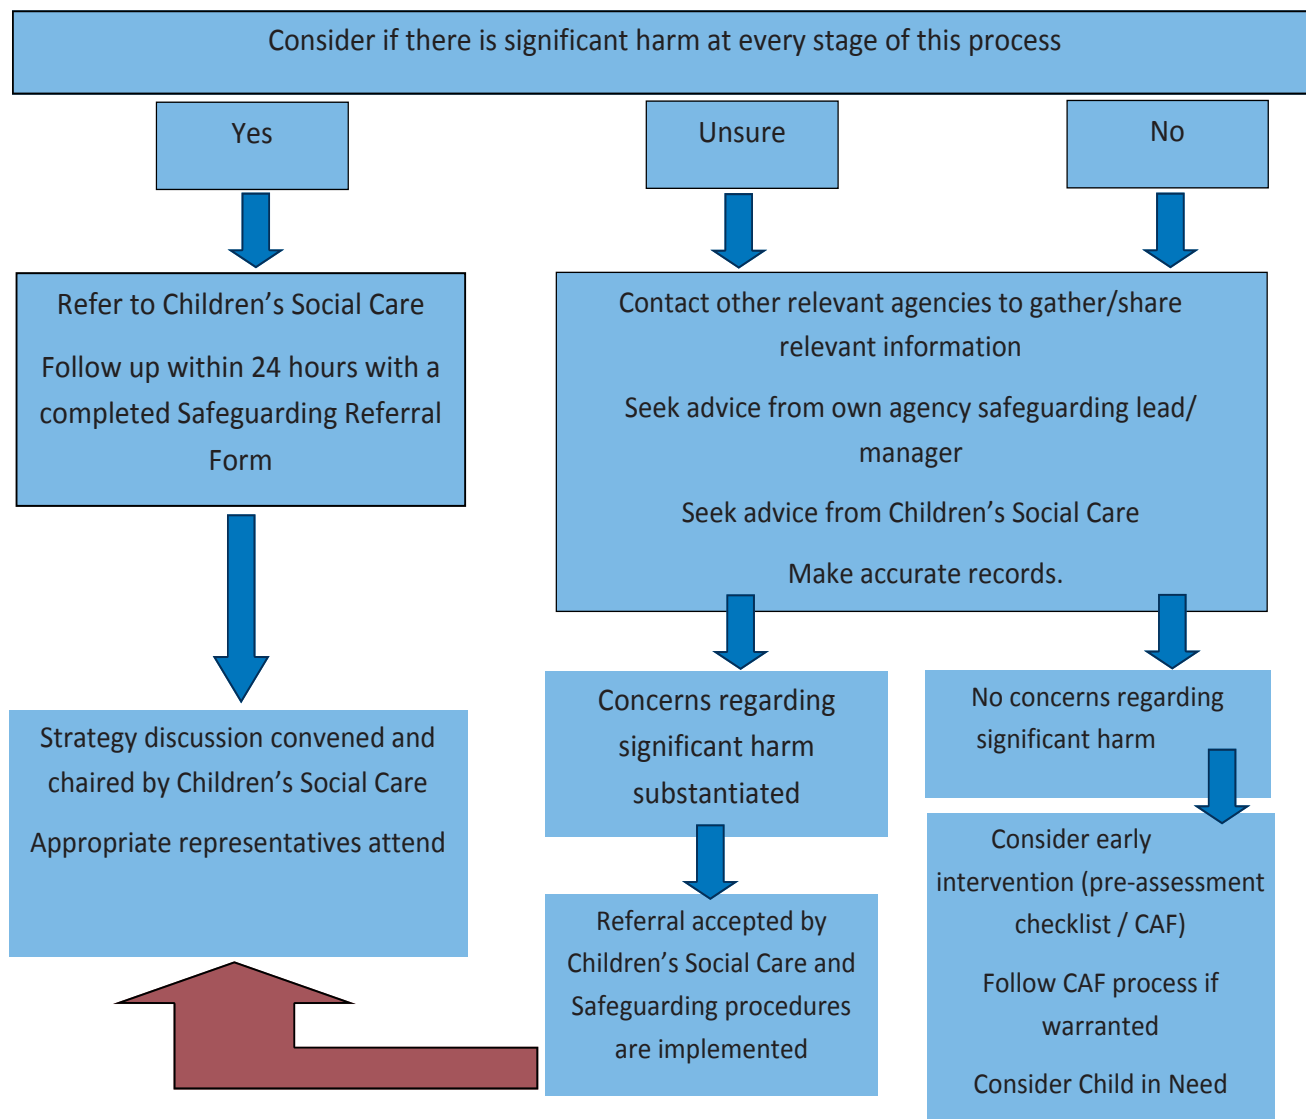 Consider if there is significant harm at every stage of this process
Yes
Unsure
No
Refer to Children’s Social Care
Follow up within 24 hours with a
completed Safeguarding Referral
Form
Contact other relevant agencies to gather/share
relevant information
Seek advice from own agency safeguarding lead/
manager
Seek advice from Children’s Social Care
Make accurate records.
Strategy discussion convened and
chaired by Children’s Social Care
Appropriate representatives attend
Concerns regarding
significant harm
substantiated
No concerns regarding
significant harm
Referral accepted by
Children’s Social Care and
Safeguarding procedures
are implemented
Consider early
intervention (pre-assessment
checklist / CAF)
Follow CAF process if
warranted
Consider Child in Need